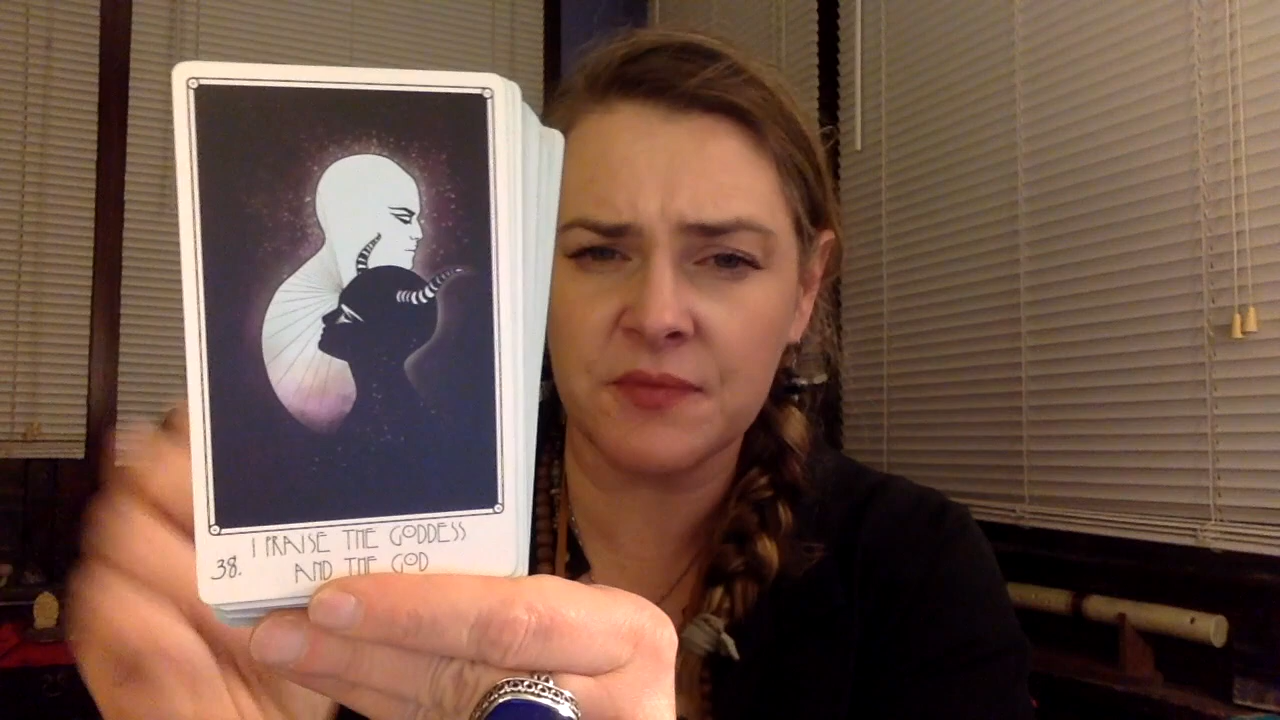 I PRAISE THE GODDESS
38. AND THE GOD